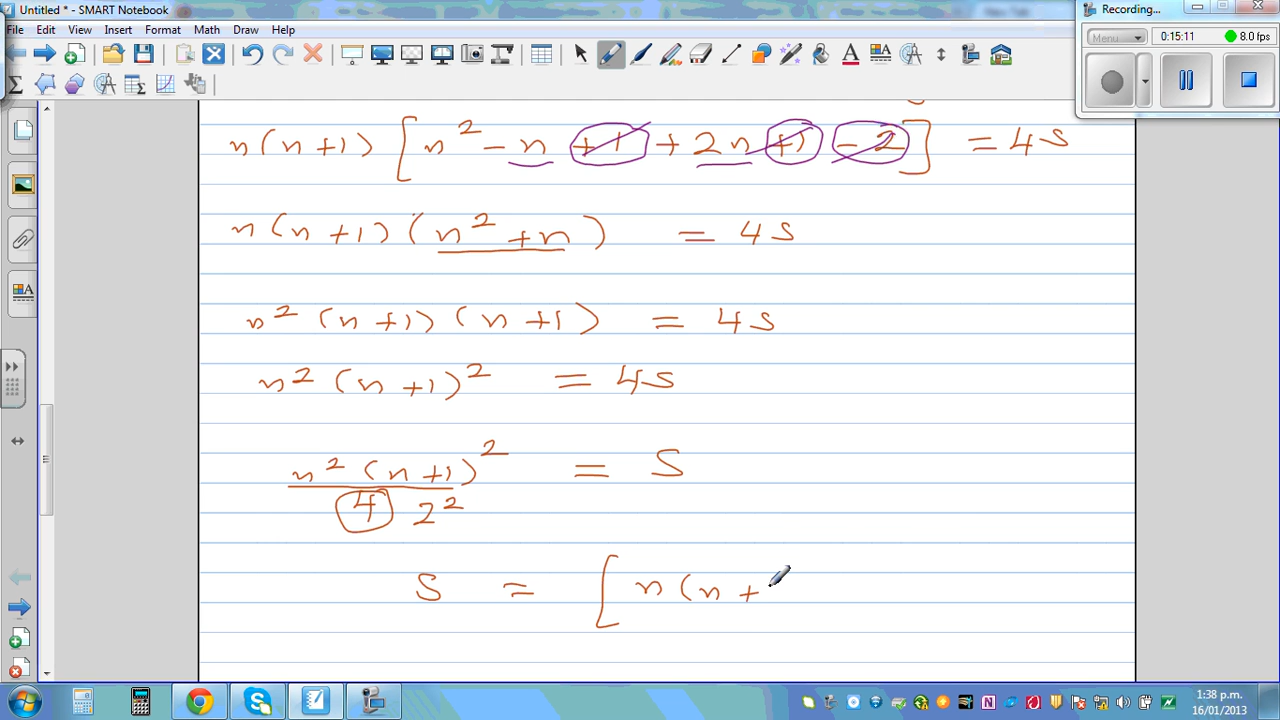 Untitled * - SMART Notebook
File Edit View Insert Format Math Draw Help
Recording...
Menu
0:15:11
8.0 fps
n(n+1) [n² - n +1 + 2n +1 - 2] = 4S
n(n+1)(n²+n) = 4S
n²(n+1)(n+1) = 4S
n²(n+1)² = 4S
n²(n+1)² = S
4 2²
S = [n(n+
1:38 p.m.
16/01/2013